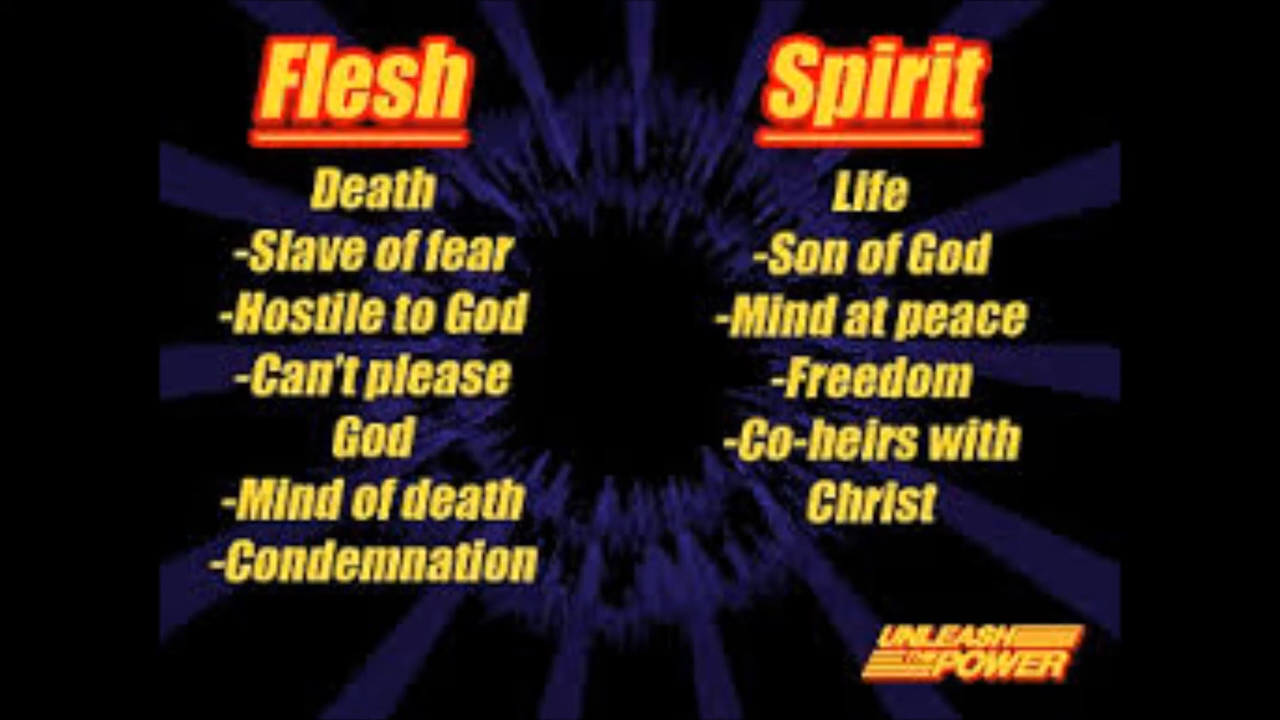 Flesh
Death
-Slave of fear
-Hostile to God
-Can't please
God
-Mind of death
-Condemnation
Spirit
Life
-Son of God
-Mind at peace
-Freedom
-Co-heirs with
Christ
UNLEASH
THE POWER